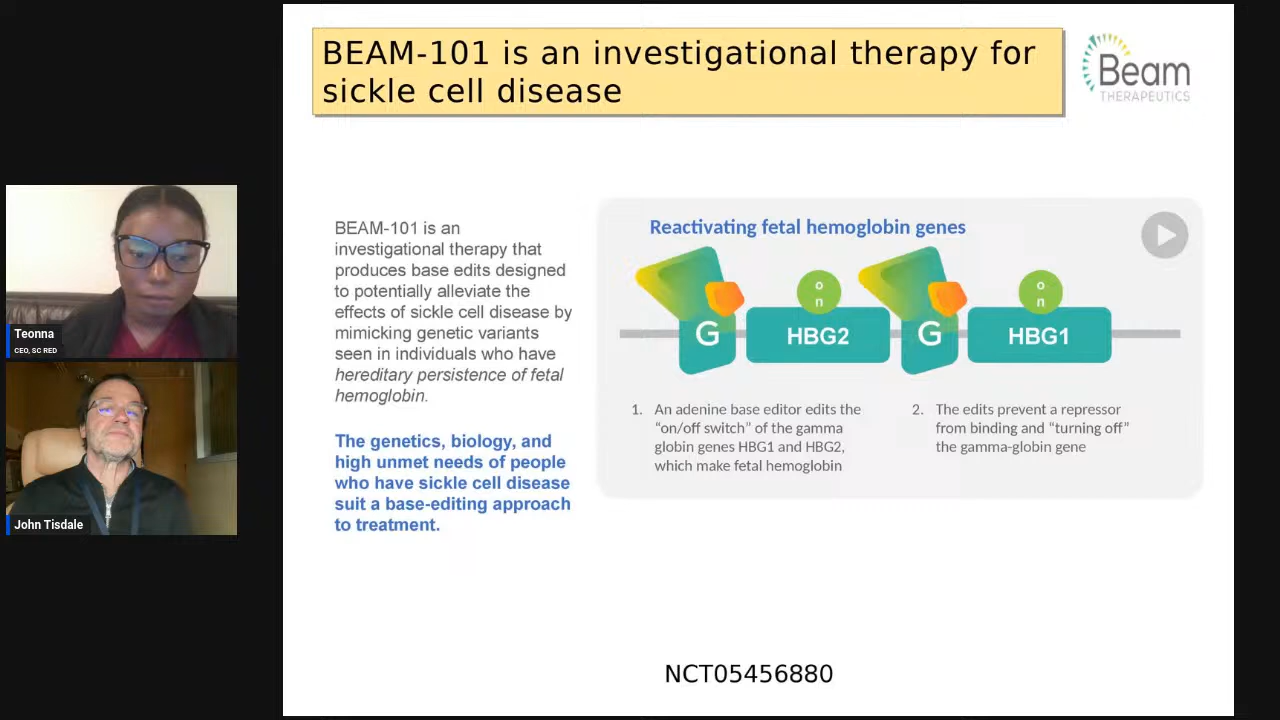 BEAM-101 is an investigational therapy for
sickle cell disease
Beam
THERAPEUTICS
BEAM-101 is an
investigational therapy that
produces base edits designed
to potentially alleviate the
effects of sickle cell disease by
mimicking genetic variants
seen in individuals who have
hereditary persistence of fetal
hemoglobin.
The genetics, biology, and
high unmet needs of people
who have sickle cell disease
suit a base-editing approach
to treatment.
Reactivating fetal hemoglobin genes
G
on
HBG2
G
on
HBG1
1. An adenine base editor edits the
“on/off switch” of the gamma
globin genes HBG1 and HBG2,
which make fetal hemoglobin
2. The edits prevent a repressor
from binding and “turning off”
the gamma-globin gene
NCT05456880
Teonna
CEO, SC RED
John Tisdale